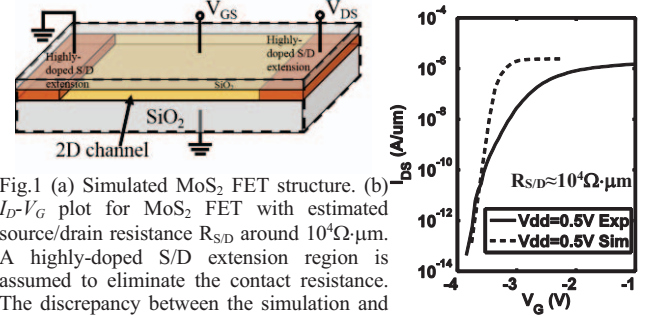 V_GS
V_DS
Highly-
doped S/D
extension
Highly-
doped S/D
extension
SiO₂
SiO₂
2D channel
Fig.1 (a) Simulated MoS₂ FET structure. (b)
I_D-V_G plot for MoS₂ FET with estimated
source/drain resistance R_S/D around 10⁴Ω·μm.
A highly-doped S/D extension region is
assumed to eliminate the contact resistance.
The discrepancy between the simulation and
10⁻⁴
10⁻⁶
10⁻⁸
10⁻¹⁰
10⁻¹²
10⁻¹⁴
I_DS (A/um)
R_S/D≈10⁴Ω·μm
Vdd=0.5V Exp
Vdd=0.5V Sim
-4
-3
-2
-1
V_G (V)